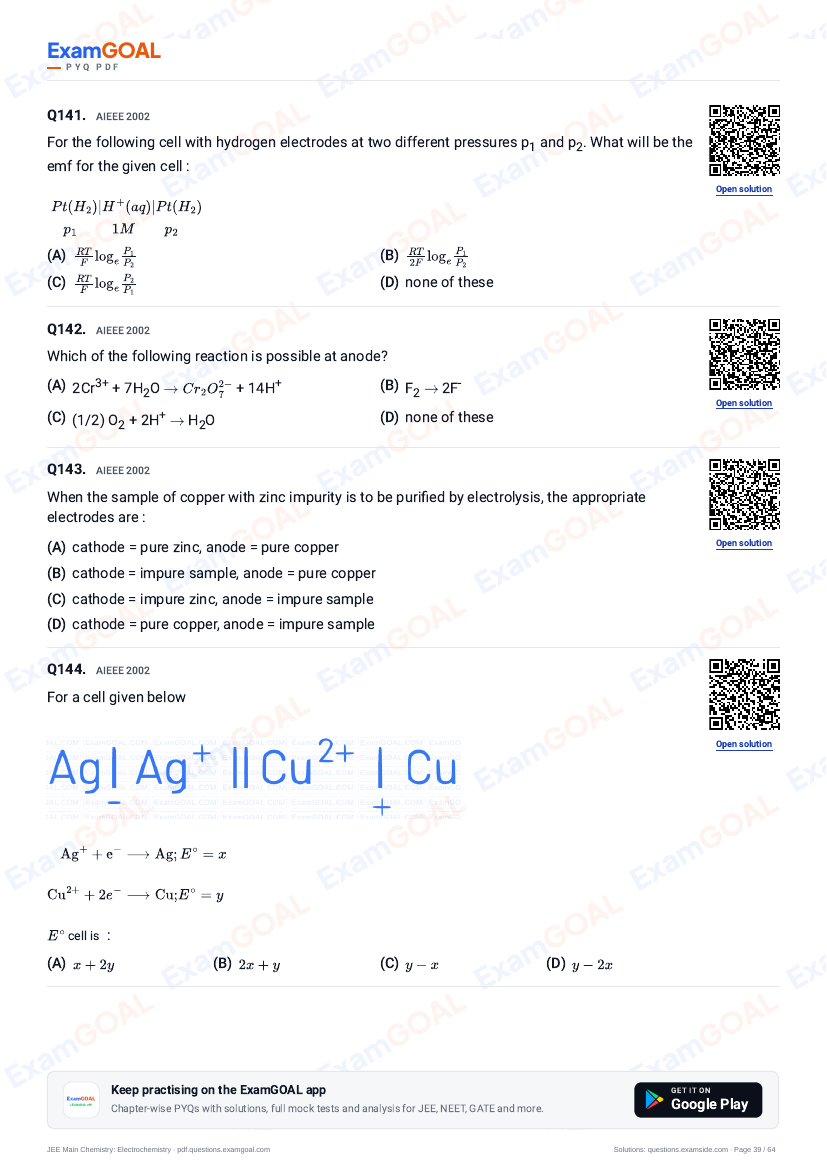 ExamGOAL
PYQ PDF
Q141. AIEEE 2002
For the following cell with hydrogen electrodes at two different pressures p₁ and p₂. What will be the
emf for the given cell :
Open solution
Pt(H₂)|H⁺(aq)|Pt(H₂)
p₁ 1M p₂
(A) RT/F logₑ P₁/P₂ (B) RT/2F logₑ P₁/P₂
(C) RT/F logₑ P₂/P₁ (D) none of these
Q142. AIEEE 2002
Which of the following reaction is possible at anode?
(A) 2Cr³⁺ + 7H₂O → Cr₂O₇²⁻ + 14H⁺ (B) F₂ → 2F⁻
Open solution
(C) (1/2) O₂ + 2H⁺ → H₂O (D) none of these
Q143. AIEEE 2002
When the sample of copper with zinc impurity is to be purified by electrolysis, the appropriate
electrodes are :
Open solution
(A) cathode = pure zinc, anode = pure copper
(B) cathode = impure sample, anode = pure copper
(C) cathode = impure zinc, anode = impure sample
(D) cathode = pure copper, anode = impure sample
Q144. AIEEE 2002
For a cell given below
Open solution
Ag| Ag⁺ || Cu²⁺ | Cu
− +
Ag⁺ + e⁻ ⟶ Ag; E° = x
Cu²⁺ + 2e⁻ ⟶ Cu;E° = y
E° cell is :
(A) x + 2y (B) 2x + y (C) y − x (D) y − 2x
Keep practising on the ExamGOAL app
Chapter-wise PYQs with solutions, full mock tests and analysis for JEE, NEET, GATE and more.
GET IT ON
Google Play
JEE Main Chemistry: Electrochemistry · pdf.questions.examgoal.com Solutions: questions.examside.com · Page 39 / 64